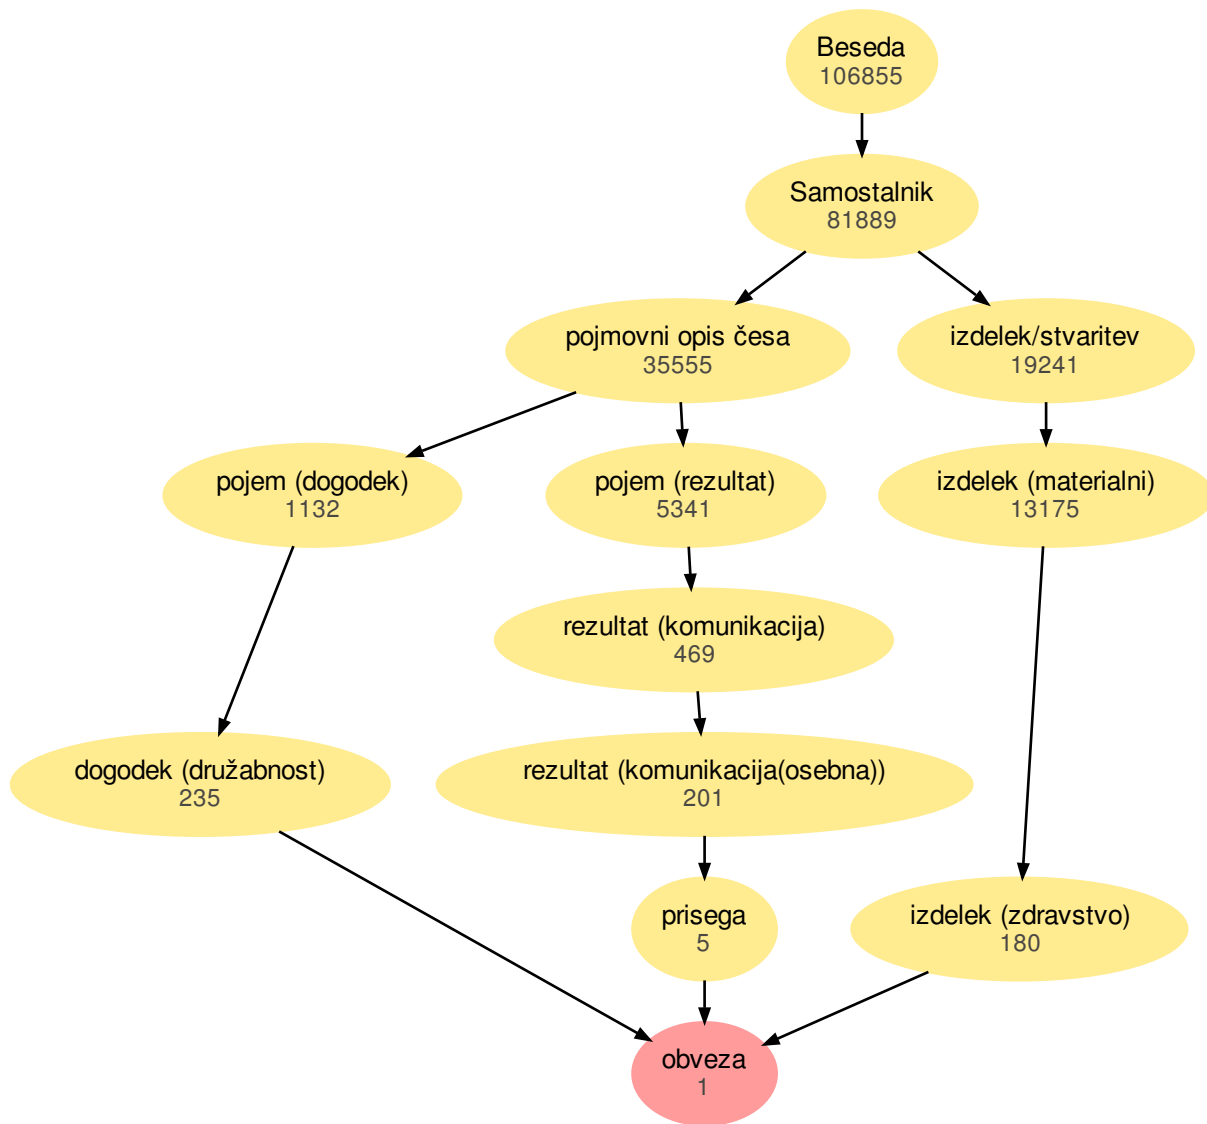 Beseda
106855
Samostalnik
81889
pojmovni opis česa
35555
izdelek/stvaritev
19241
pojem (dogodek)
1132
pojem (rezultat)
5341
izdelek (materialni)
13175
rezultat (komunikacija)
469
dogodek (družabnost)
235
rezultat (komunikacija(osebna))
201
prisega
5
izdelek (zdravstvo)
180
obveza
1